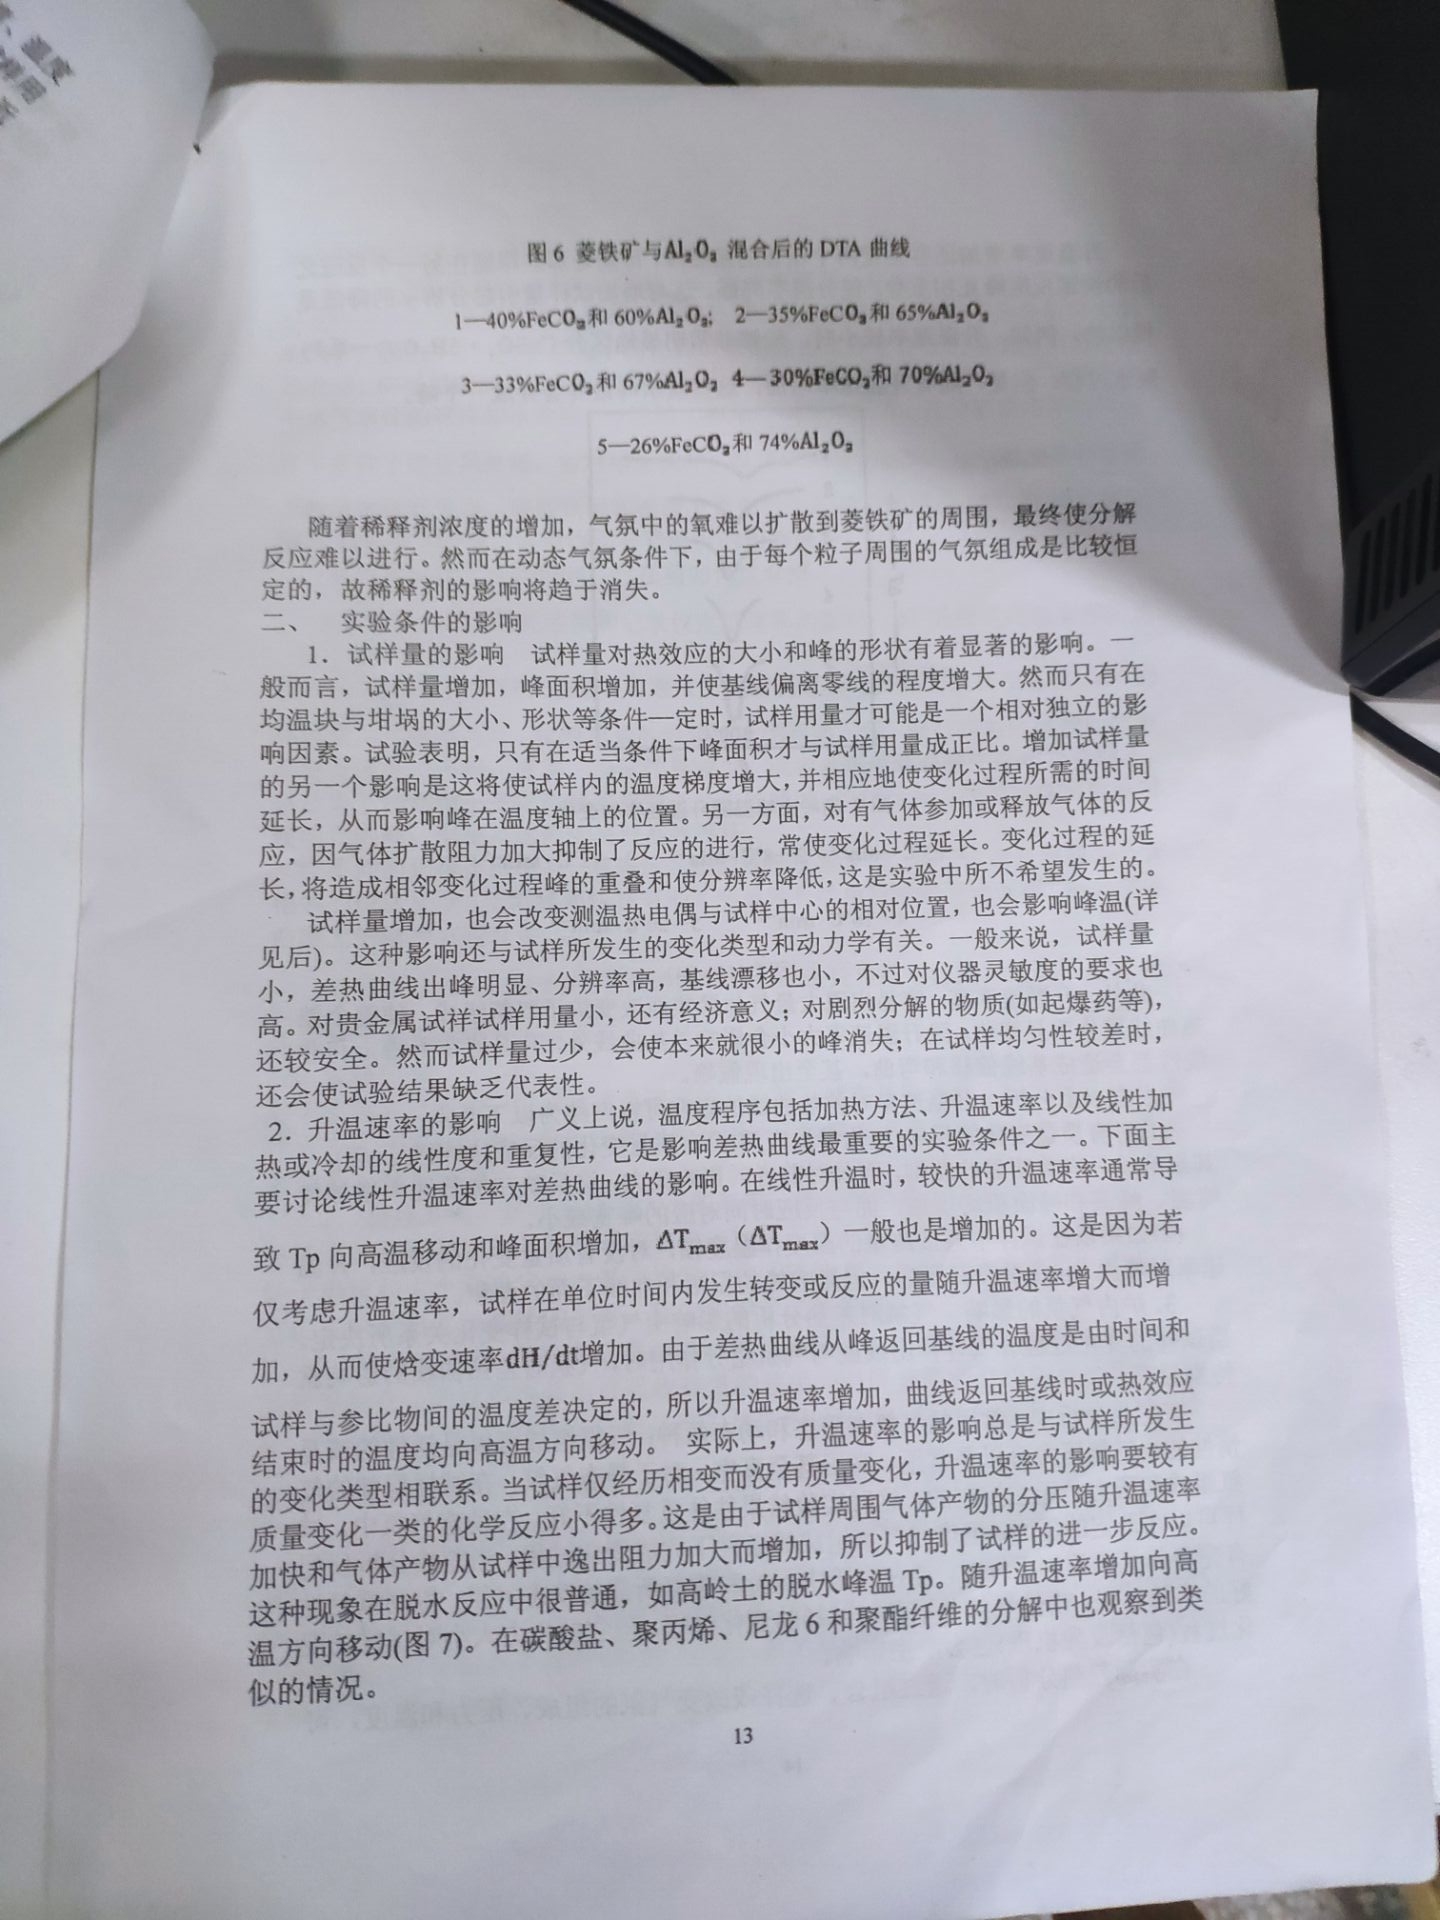 温度
图 6 菱铁矿与Al₂O₃ 混合后的 DTA 曲线
1—40%FeCO₃和 60%Al₂O₃; 2—35%FeCO₃和 65%Al₂O₃
3—33%FeCO₃和 67%Al₂O₃ 4—30%FeCO₃和 70%Al₂O₃
5—26%FeCO₃和 74%Al₂O₃
随着稀释剂浓度的增加，气氛中的氧难以扩散到菱铁矿的周围，最终使分解
反应难以进行。然而在动态气氛条件下，由于每个粒子周围的气氛组成是比较恒
定的，故稀释剂的影响将趋于消失。
二、 实验条件的影响
1．试样量的影响 试样量对热效应的大小和峰的形状有着显著的影响。一
般而言，试样量增加，峰面积增加，并使基线偏离零线的程度增大。然而只有在
均温块与坩埚的大小、形状等条件一定时，试样用量才可能是一个相对独立的影
响因素。试验表明，只有在适当条件下峰面积才与试样用量成正比。增加试样量
的另一个影响是这将使试样内的温度梯度增大，并相应地使变化过程所需的时间
延长，从而影响峰在温度轴上的位置。另一方面，对有气体参加或释放气体的反
应，因气体扩散阻力加大抑制了反应的进行，常使变化过程延长。变化过程的延
长，将造成相邻变化过程峰的重叠和使分辨率降低，这是实验中所不希望发生的。
试样量增加，也会改变测温热电偶与试样中心的相对位置，也会影响峰温(详
见后)。这种影响还与试样所发生的变化类型和动力学有关。一般来说，试样量
小，差热曲线出峰明显、分辨率高，基线漂移也小，不过对仪器灵敏度的要求也
高。对贵金属试祥试样用量小，还有经济意义；对剧烈分解的物质(如起爆药等)，
还较安全。然而试样量过少，会使本来就很小的峰消失；在试样均匀性较差时，
还会使试验结果缺乏代表性。
2．升温速率的影响 广义上说，温度程序包括加热方法、升温速率以及线性加
热或冷却的线性度和重复性，它是影响差热曲线最重要的实验条件之一。下面主
要讨论线性升温速率对差热曲线的影响。在线性升温时，较快的升温速率通常导
致 Tp 向高温移动和峰面积增加，ΔTmax（ΔTmax）一般也是增加的。这是因为若
仅考虑升温速率，试样在单位时间内发生转变或反应的量随升温速率增大而增
加，从而使焓变速率dH/dt增加。由于差热曲线从峰返回基线的温度是由时间和
试样与参比物间的温度差决定的，所以升温速率增加，曲线返回基线时或热效应
结束时的温度均向高温方向移动。 实际上，升温速率的影响总是与试样所发生
的变化类型相联系。当试样仅经历相变而没有质量变化，升温速率的影响要较有
质量变化一类的化学反应小得多。这是由于试样周围气体产物的分压随升温速率
加快和气体产物从试样中逸出阻力加大而增加，所以抑制了试样的进一步反应。
这种现象在脱水反应中很普通，如高岭土的脱水峰温 Tp。随升温速率增加向高
温方向移动(图 7)。在碳酸盐、聚丙烯、尼龙 6 和聚酯纤维的分解中也观察到类
似的情况。
13